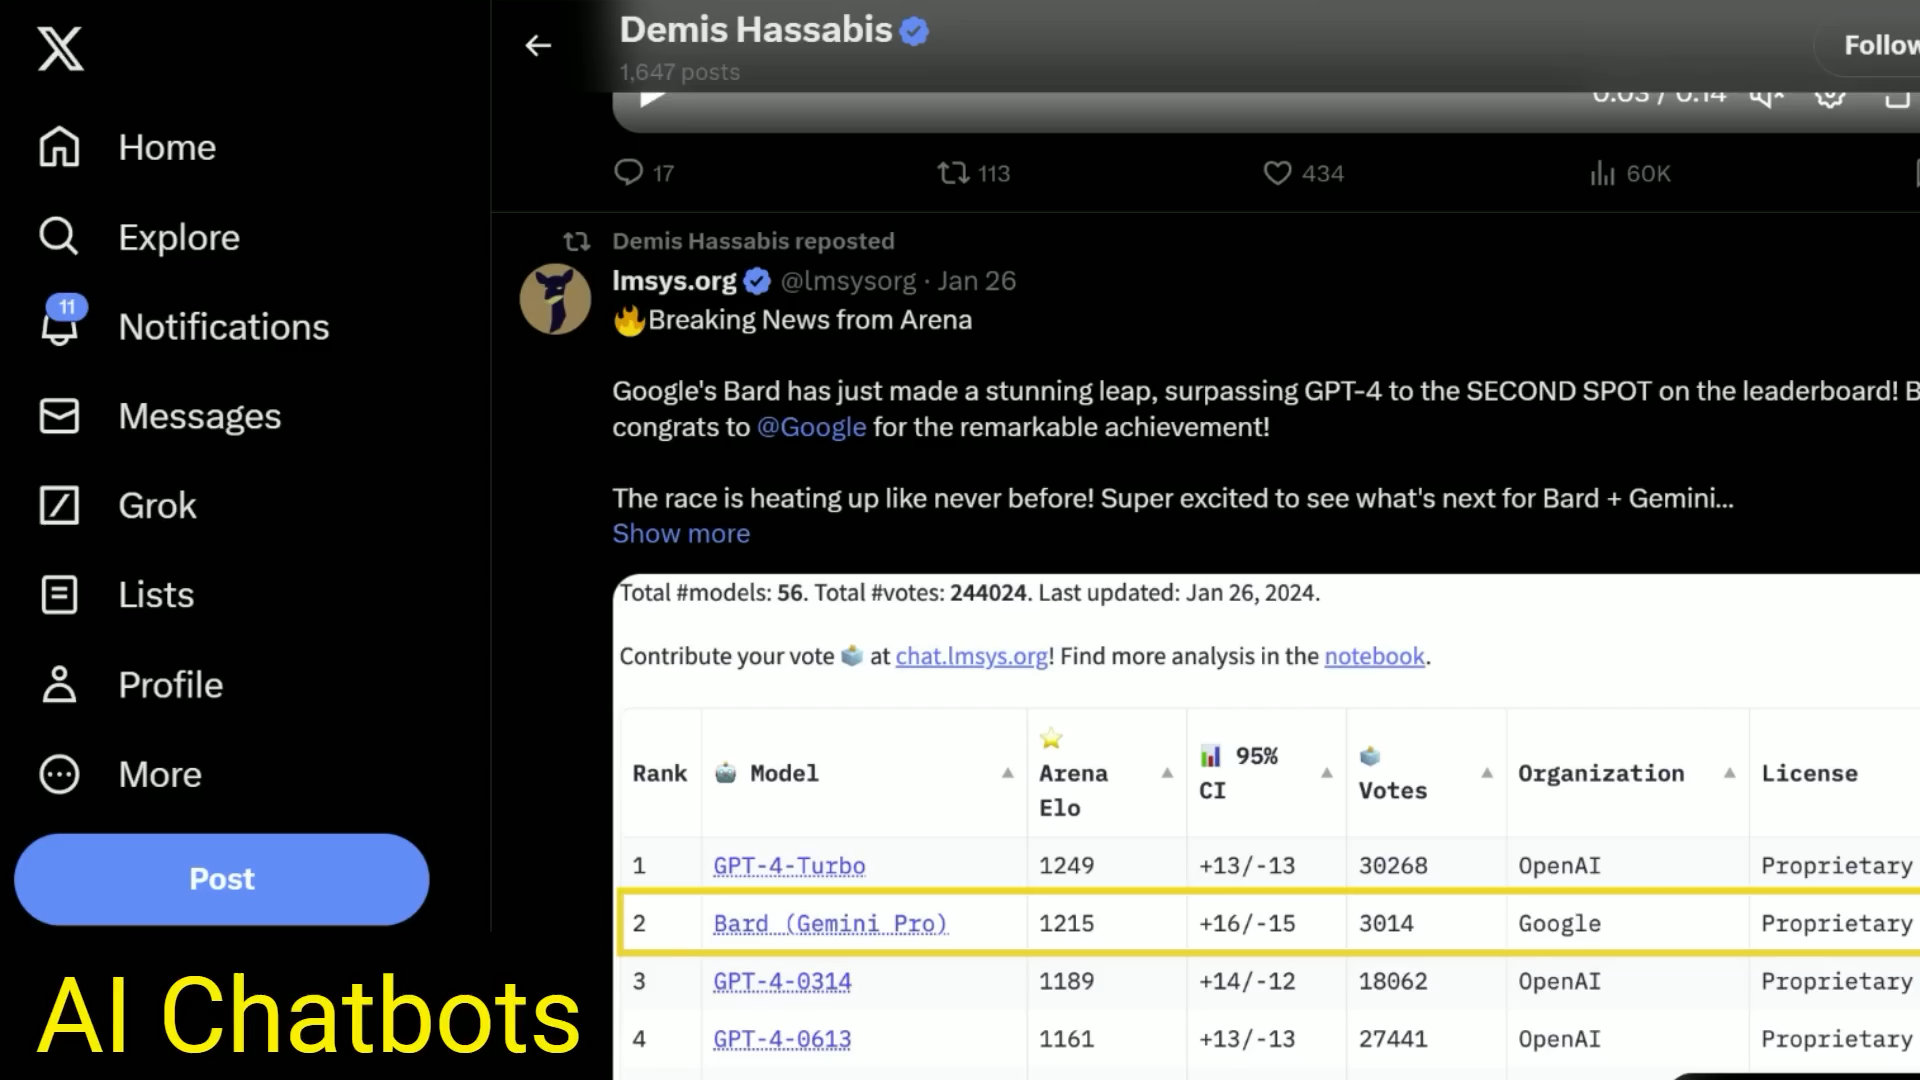 Demis Hassabis
1,647 posts
Follow
Home
Explore
11
Notifications
Messages
Grok
Lists
Profile
More
Post
0:03 / 0:14
17 113 434 60K
Demis Hassabis reposted
lmsys.org @lmsysorg · Jan 26
🔥Breaking News from Arena
Google's Bard has just made a stunning leap, surpassing GPT-4 to the SECOND SPOT on the leaderboard! B
congrats to @Google for the remarkable achievement!
The race is heating up like never before! Super excited to see what's next for Bard + Gemini...
Show more
Total #models: 56. Total #votes: 244024. Last updated: Jan 26, 2024.
Contribute your vote 🗳️ at chat.lmsys.org! Find more analysis in the notebook.
Rank 🤖 Model ⭐ Arena Elo 📊 95% CI 🗳️ Votes Organization License
1 GPT-4-Turbo 1249 +13/-13 30268 OpenAI Proprietary
2 Bard (Gemini Pro) 1215 +16/-15 3014 Google Proprietary
3 GPT-4-0314 1189 +14/-12 18062 OpenAI Proprietary
4 GPT-4-0613 1161 +13/-13 27441 OpenAI Proprietary
AI Chatbots